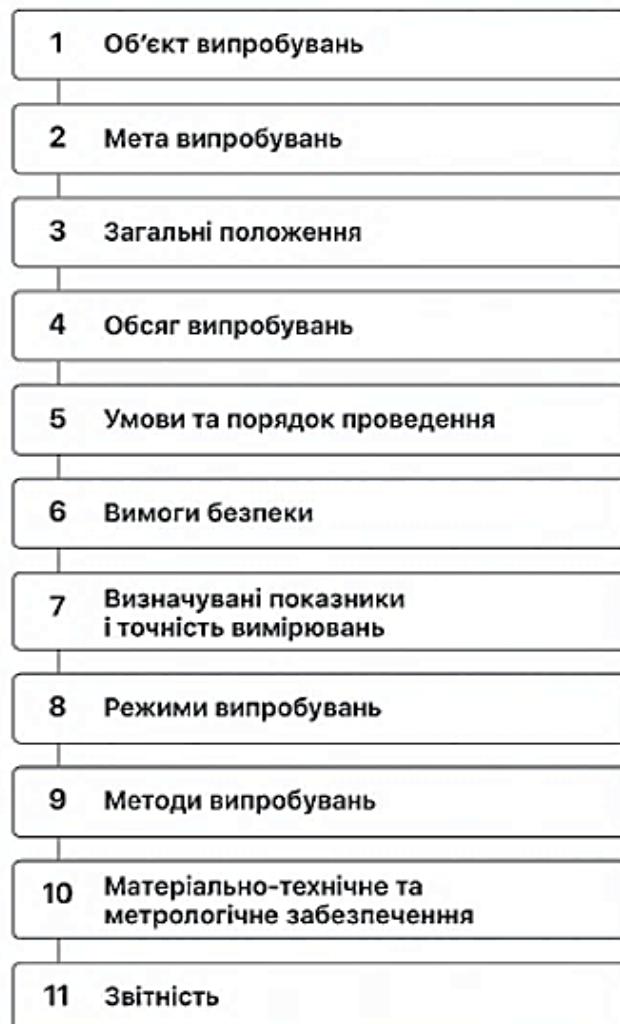 1 Об’єкт випробувань
2 Мета випробувань
3 Загальні положення
4 Обсяг випробувань
5 Умови та порядок проведення
6 Вимоги безпеки
7 Визначувані показники
і точність вимірювань
8 Режими випробувань
9 Методи випробувань
10 Матеріально-технічне та
метрологічне забезпечення
11 Звітність